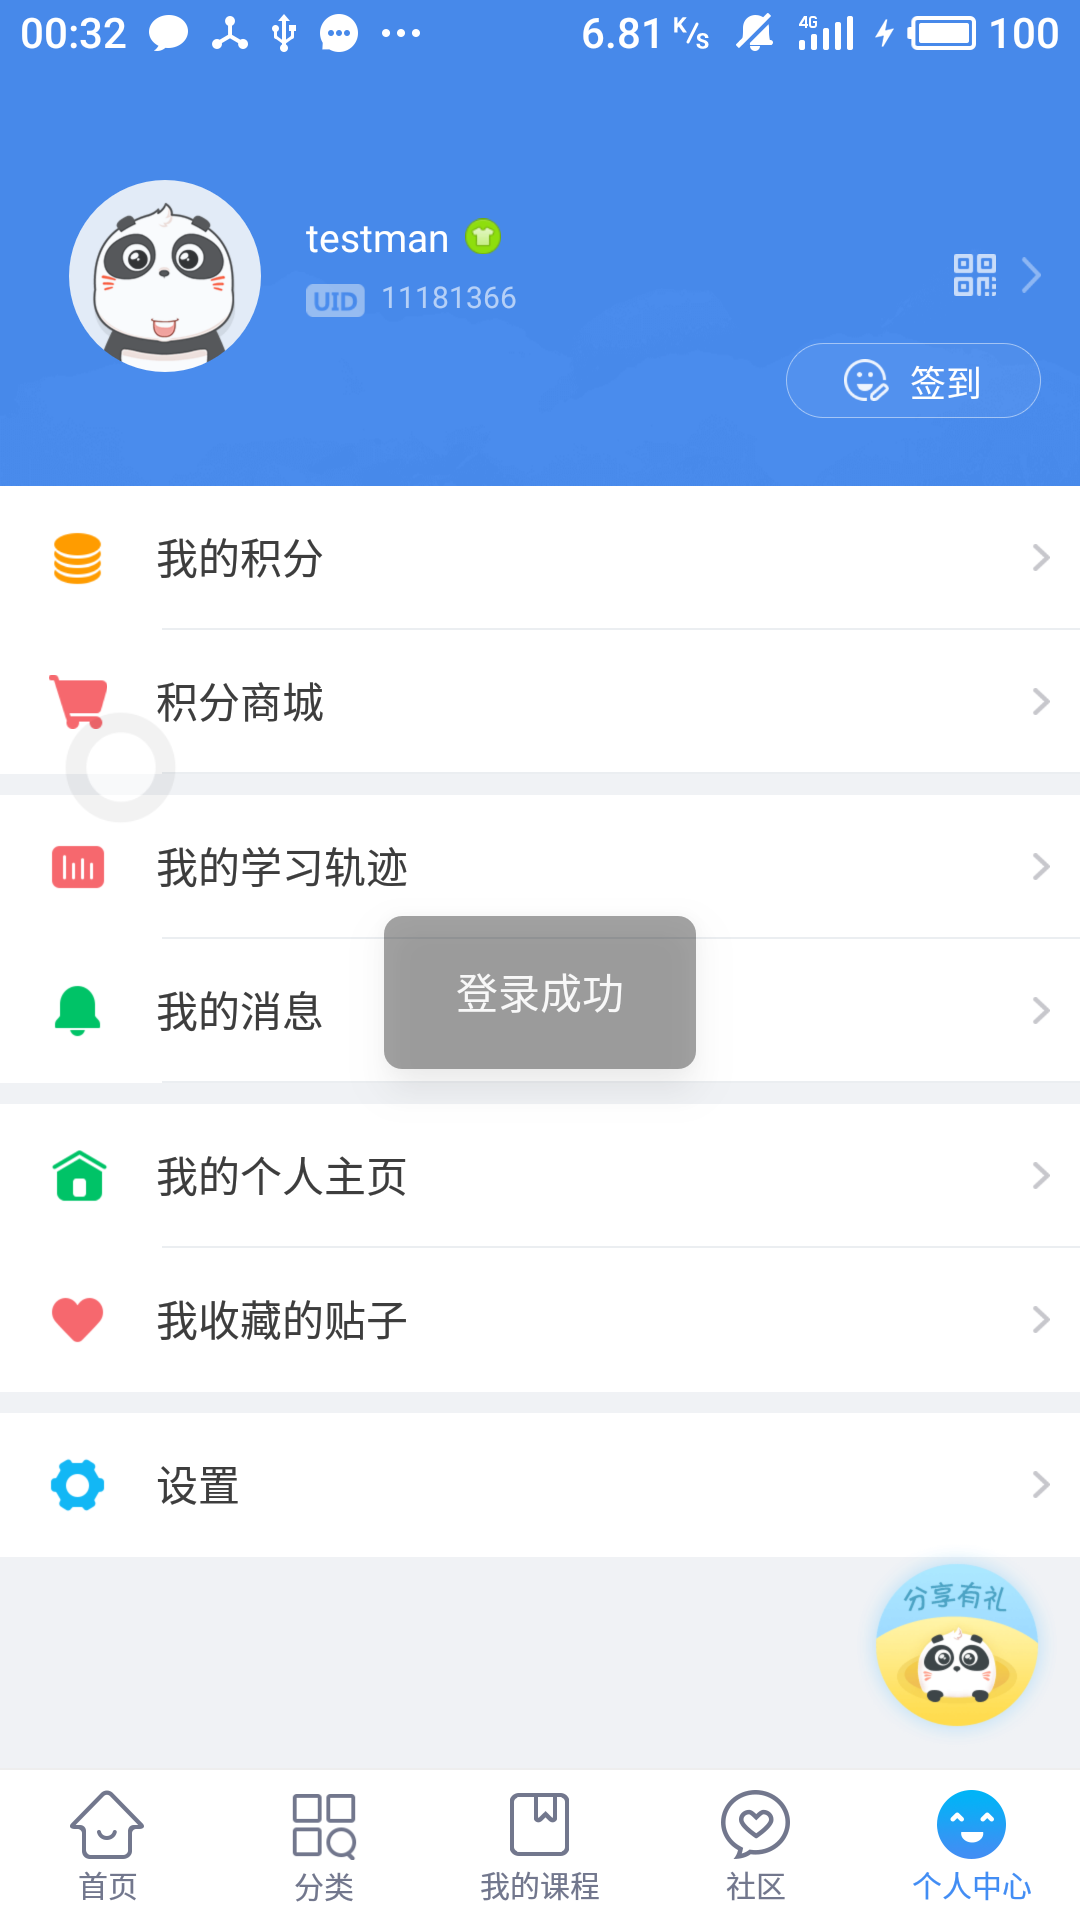 00:32 6.81 K/s 4G 100
testman
UID 11181366
签到
我的积分
积分商城
我的学习轨迹
登录成功
我的消息
我的个人主页
我收藏的贴子
设置
分享有礼
首页 分类 我的课程 社区 个人中心